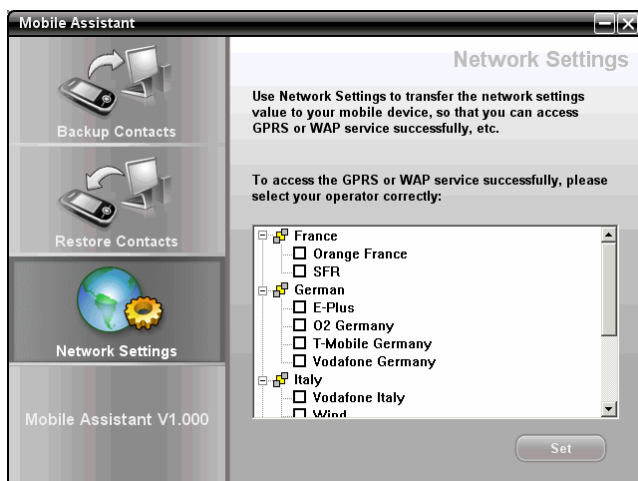 Mobile Assistant
Backup Contacts
Restore Contacts
Network Settings
Mobile Assistant V1.000
Network Settings
Use Network Settings to transfer the network settings
value to your mobile device, so that you can access
GPRS or WAP service successfully, etc.
To access the GPRS or WAP service successfully, please
select your operator correctly:
France
Orange France
SFR
German
E-Plus
O2 Germany
T-Mobile Germany
Vodafone Germany
Italy
Vodafone Italy
Wind
Set